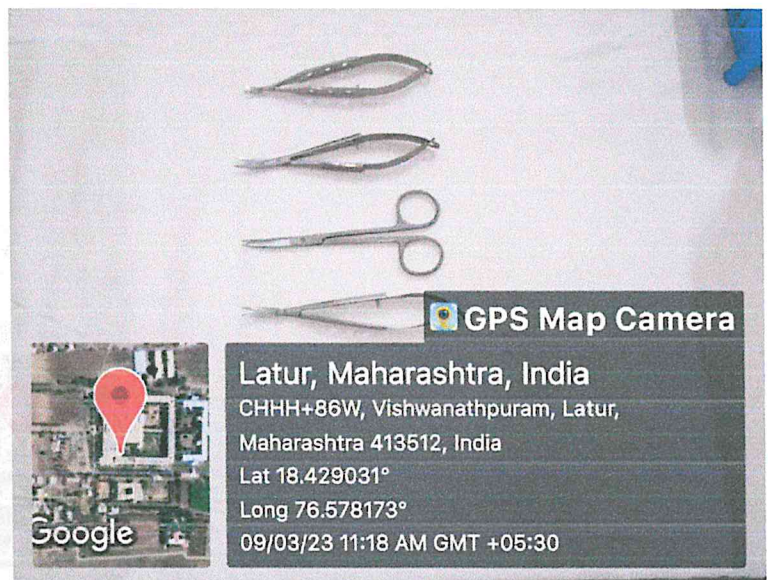 GPS Map Camera
Latur, Maharashtra, India
CHHH+86W, Vishwanathpuram, Latur,
Maharashtra 413512, India
Lat 18.429031°
Long 76.578173°
09/03/23 11:18 AM GMT +05:30
Google